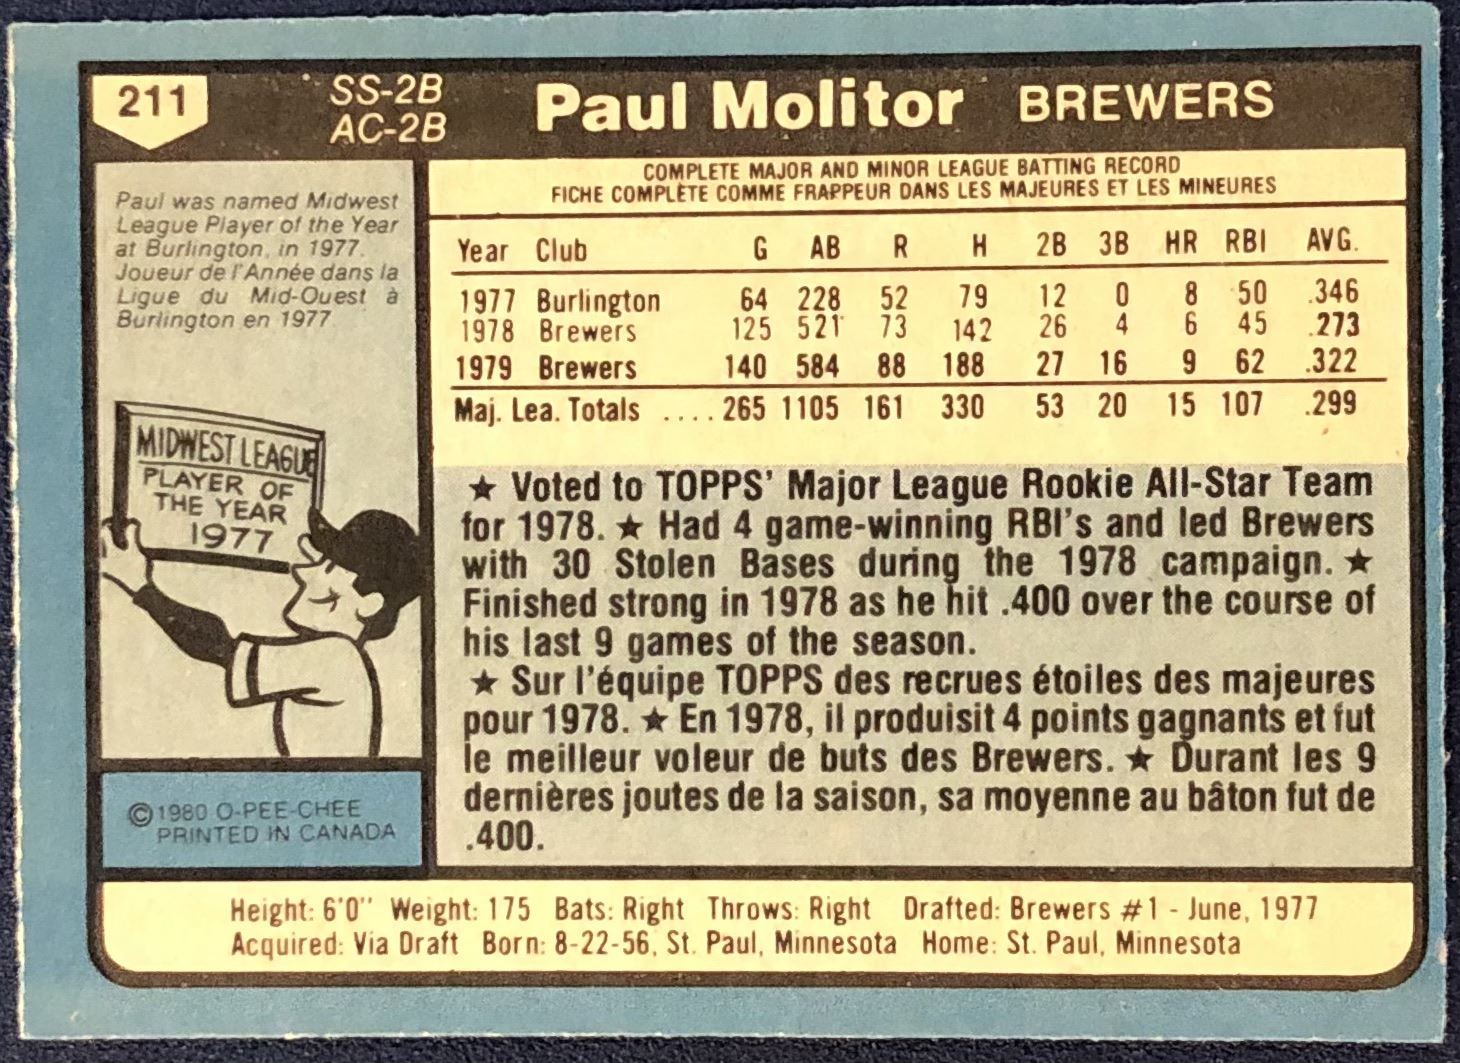 211 SS-2B Paul Molitor BREWERS
AC-2B
Paul was named Midwest
League Player of the Year
at Burlington, in 1977.
Joueur de l'Année dans la
Ligue du Mid-Ouest à
Burlington en 1977
MIDWEST LEAGUE
PLAYER OF
THE YEAR
1977
©1980 O-PEE-CHEE
PRINTED IN CANADA
COMPLETE MAJOR AND MINOR LEAGUE BATTING RECORD
FICHE COMPLÈTE COMME FRAPPEUR DANS LES MAJEURES ET LES MINEURES
Year Club G AB R H 2B 3B HR RBI AVG.
1977 Burlington 64 228 52 79 12 0 8 50 .346
1978 Brewers 125 521 73 142 26 4 6 45 .273
1979 Brewers 140 584 88 188 27 16 9 62 .322
Maj. Lea. Totals .... 265 1105 161 330 53 20 15 107 .299
★ Voted to TOPPS' Major League Rookie All-Star Team
for 1978. ★ Had 4 game-winning RBI's and led Brewers
with 30 Stolen Bases during the 1978 campaign. ★
Finished strong in 1978 as he hit .400 over the course of
his last 9 games of the season.
★ Sur l'équipe TOPPS des recrues étoiles des majeures
pour 1978. ★ En 1978, il produisit 4 points gagnants et fut
le meilleur voleur de buts des Brewers. ★ Durant les 9
dernières joutes de la saison, sa moyenne au bâton fut de
.400.
Height: 6'0" Weight: 175 Bats: Right Throws: Right Drafted: Brewers #1 - June, 1977
Acquired: Via Draft Born: 8-22-56, St. Paul, Minnesota Home: St. Paul, Minnesota